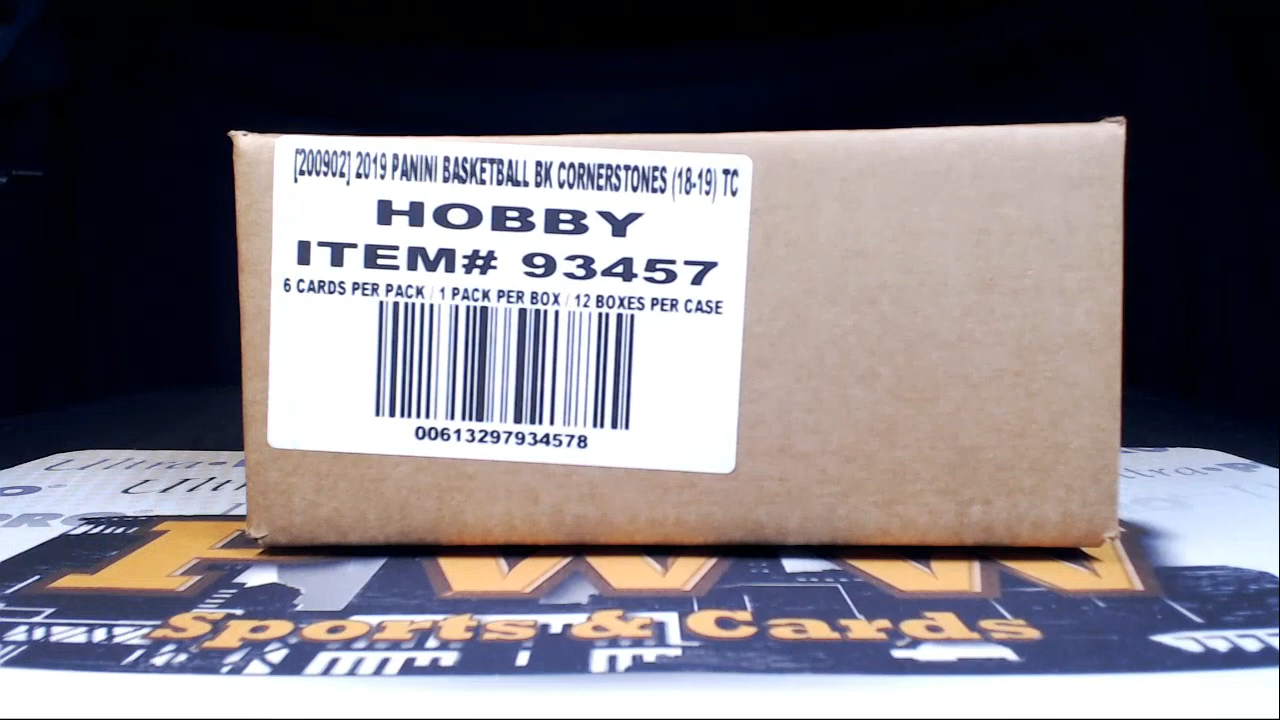 [200902] 2019 PANINI BASKETBALL BK CORNERSTONES (18-19) TC
HOBBY
ITEM# 93457
6 CARDS PER PACK / 1 PACK PER BOX / 12 BOXES PER CASE
00613297934578
Sports & Cards